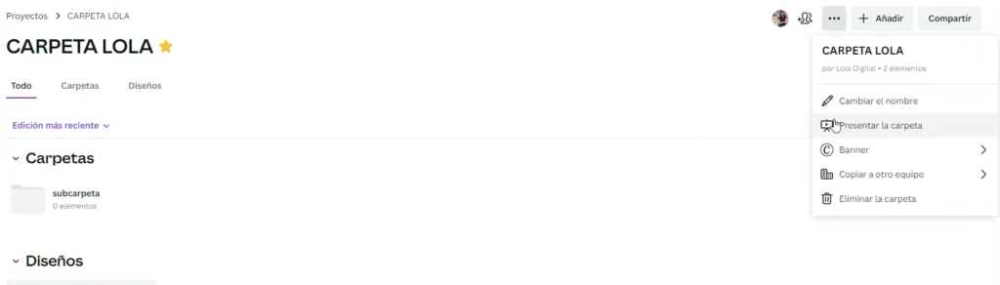 Proyectos > CARPETA LOLA
Añadir
Compartir
CARPETA LOLA
Todo
Carpetas
Diseños
Edición más reciente
Carpetas
subcarpeta
0 elementos
Diseños
CARPETA LOLA
por Lola Digital • 2 elementos
Cambiar el nombre
Presentar la carpeta
Banner
Copiar a otro equipo
Eliminar la carpeta